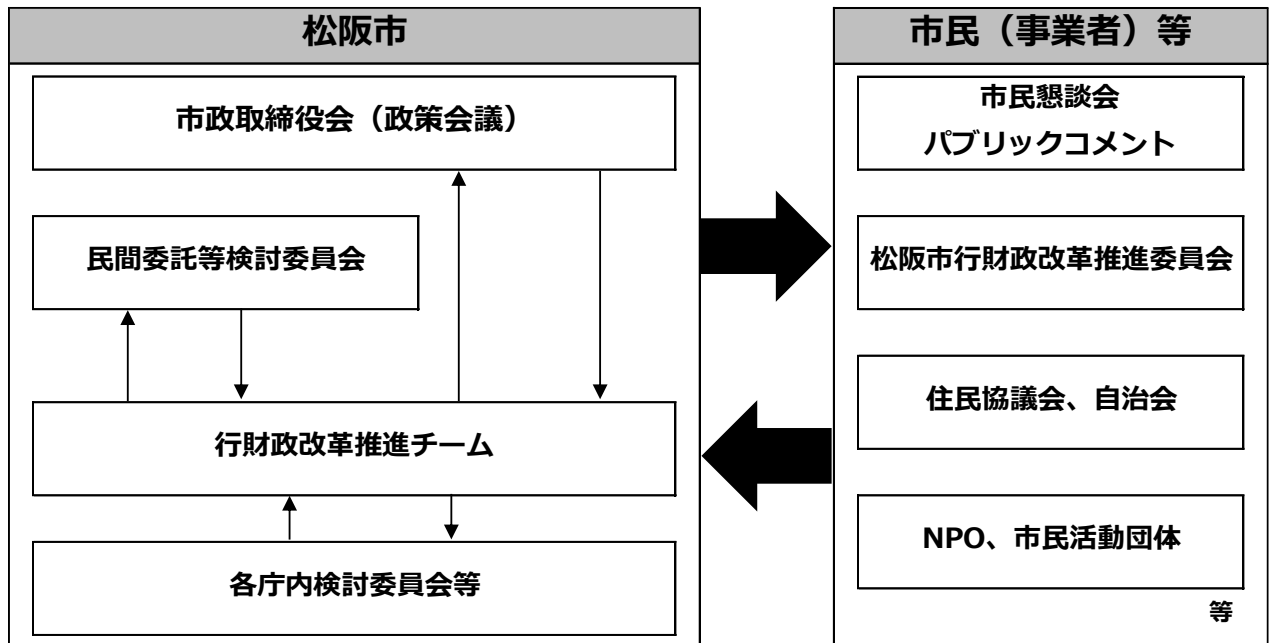 松阪市
市政取締役会（政策会議）
民間委託等検討委員会
行財政改革推進チーム
各庁内検討委員会等
市民（事業者）等
市民懇談会
パブリックコメント
松阪市行財政改革推進委員会
住民協議会、自治会
NPO、市民活動団体
等